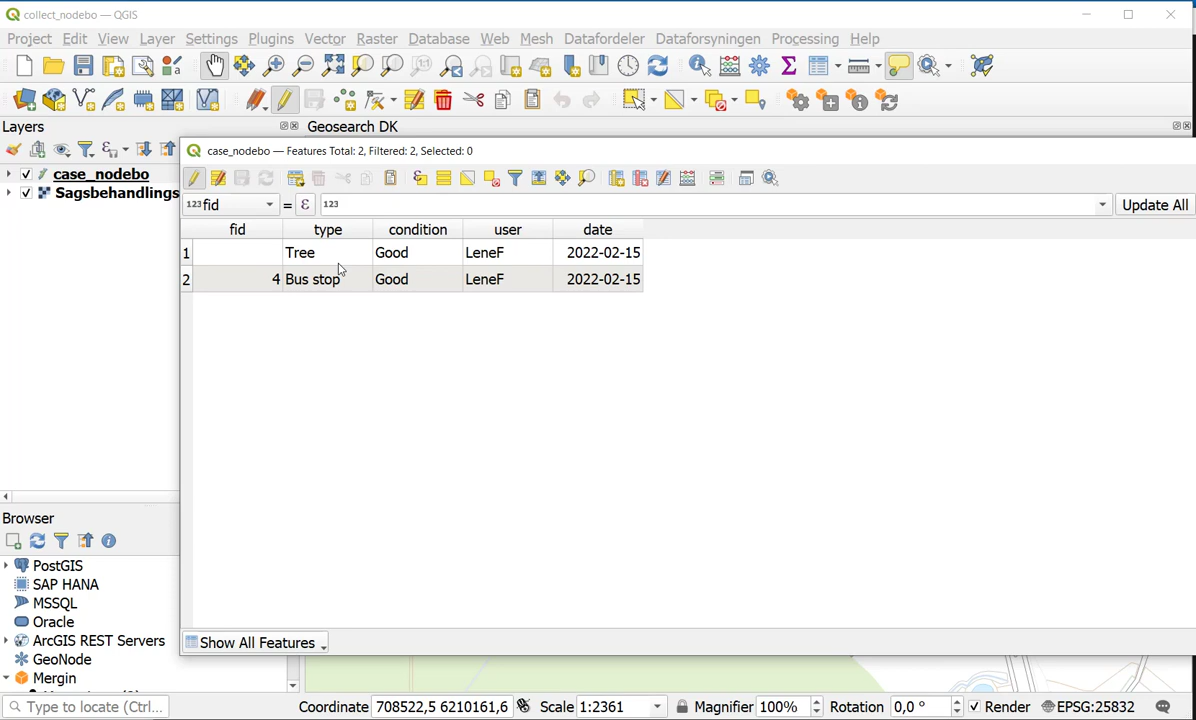 collect_nodebo — QGIS
Project Edit View Layer Settings Plugins Vector Raster Database Web Mesh Datafordeler Dataforsyningen Processing Help
Layers
Geosearch DK
case_nodebo
Sagsbehandlings
case_nodebo — Features Total: 2, Filtered: 2, Selected: 0
123 fid = ε 123 Update All
fid type condition user date
1 Tree Good LeneF 2022-02-15
2 4 Bus stop Good LeneF 2022-02-15
Show All Features
Browser
PostGIS
SAP HANA
MSSQL
Oracle
ArcGIS REST Servers
GeoNode
Mergin
Type to locate (Ctrl... Coordinate 708522,5 6210161,6 Scale 1:2361 Magnifier 100% Rotation 0,0 ° Render EPSG:25832